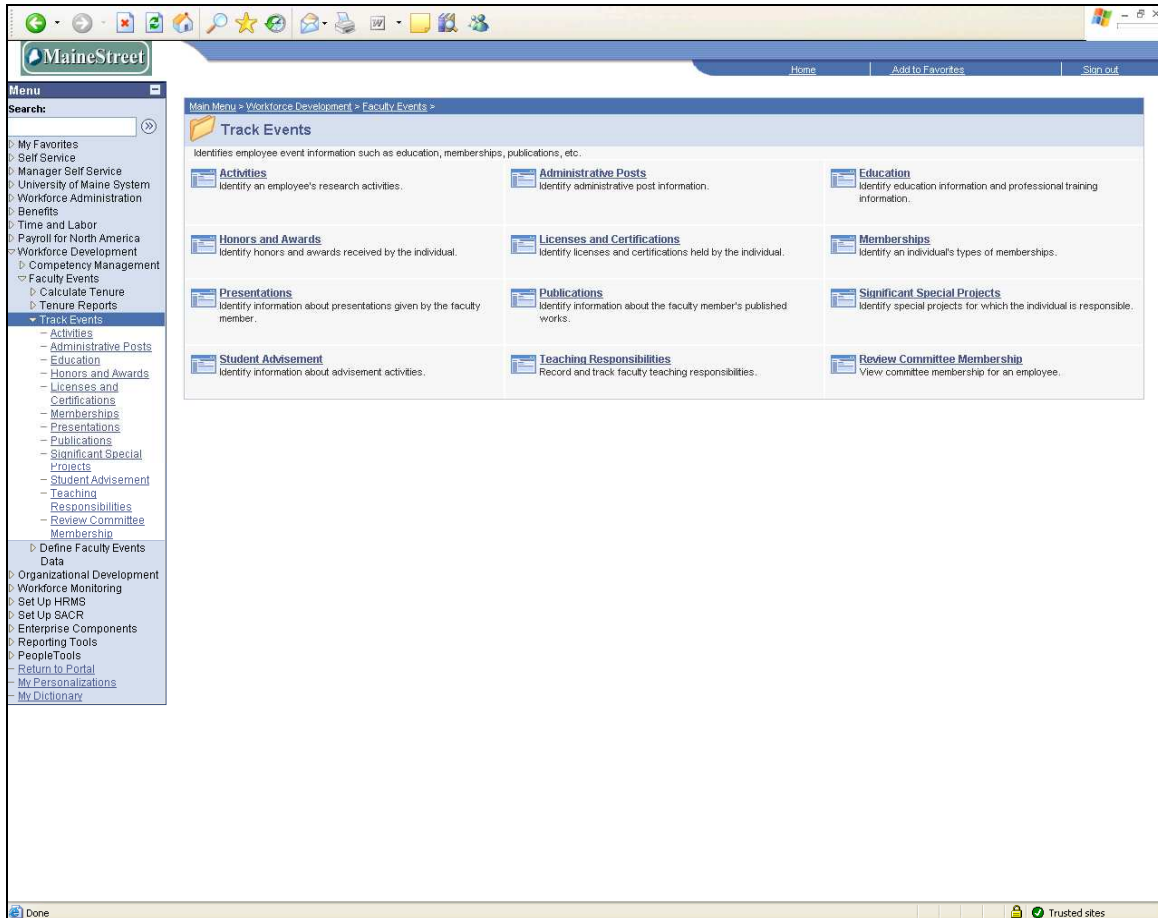 MaineStreet
Home
Add to Favorites
Sign out
Menu
Search:
My Favorites
Self Service
Manager Self Service
University of Maine System
Workforce Administration
Benefits
Time and Labor
Payroll for North America
Workforce Development
Competency Management
Faculty Events
Calculate Tenure
Tenure Reports
Track Events
– Activities
– Administrative Posts
– Education
– Honors and Awards
– Licenses and
Certifications
– Memberships
– Presentations
– Publications
– Significant Special
Projects
– Student Advisement
– Teaching
Responsibilities
– Review Committee
Membership
Define Faculty Events
Data
Organizational Development
Workforce Monitoring
Set Up HRMS
Set Up SACR
Enterprise Components
Reporting Tools
PeopleTools
– Return to Portal
– My Personalizations
– My Dictionary
Main Menu > Workforce Development > Faculty Events >
Track Events
Identifies employee event information such as education, memberships, publications, etc.
Activities
Identify an employee's research activities.
Administrative Posts
Identify administrative post information.
Education
Identify education information and professional training
information.
Honors and Awards
Identify honors and awards received by the individual.
Licenses and Certifications
Identify licenses and certifications held by the individual.
Memberships
Identify an individual's types of memberships.
Presentations
Identify information about presentations given by the faculty
member.
Publications
Identify information about the faculty member's published
works.
Significant Special Projects
Identify special projects for which the individual is responsible.
Student Advisement
Identify information about advisement activities.
Teaching Responsibilities
Record and track faculty teaching responsibilities.
Review Committee Membership
View committee membership for an employee.
Done
Trusted sites